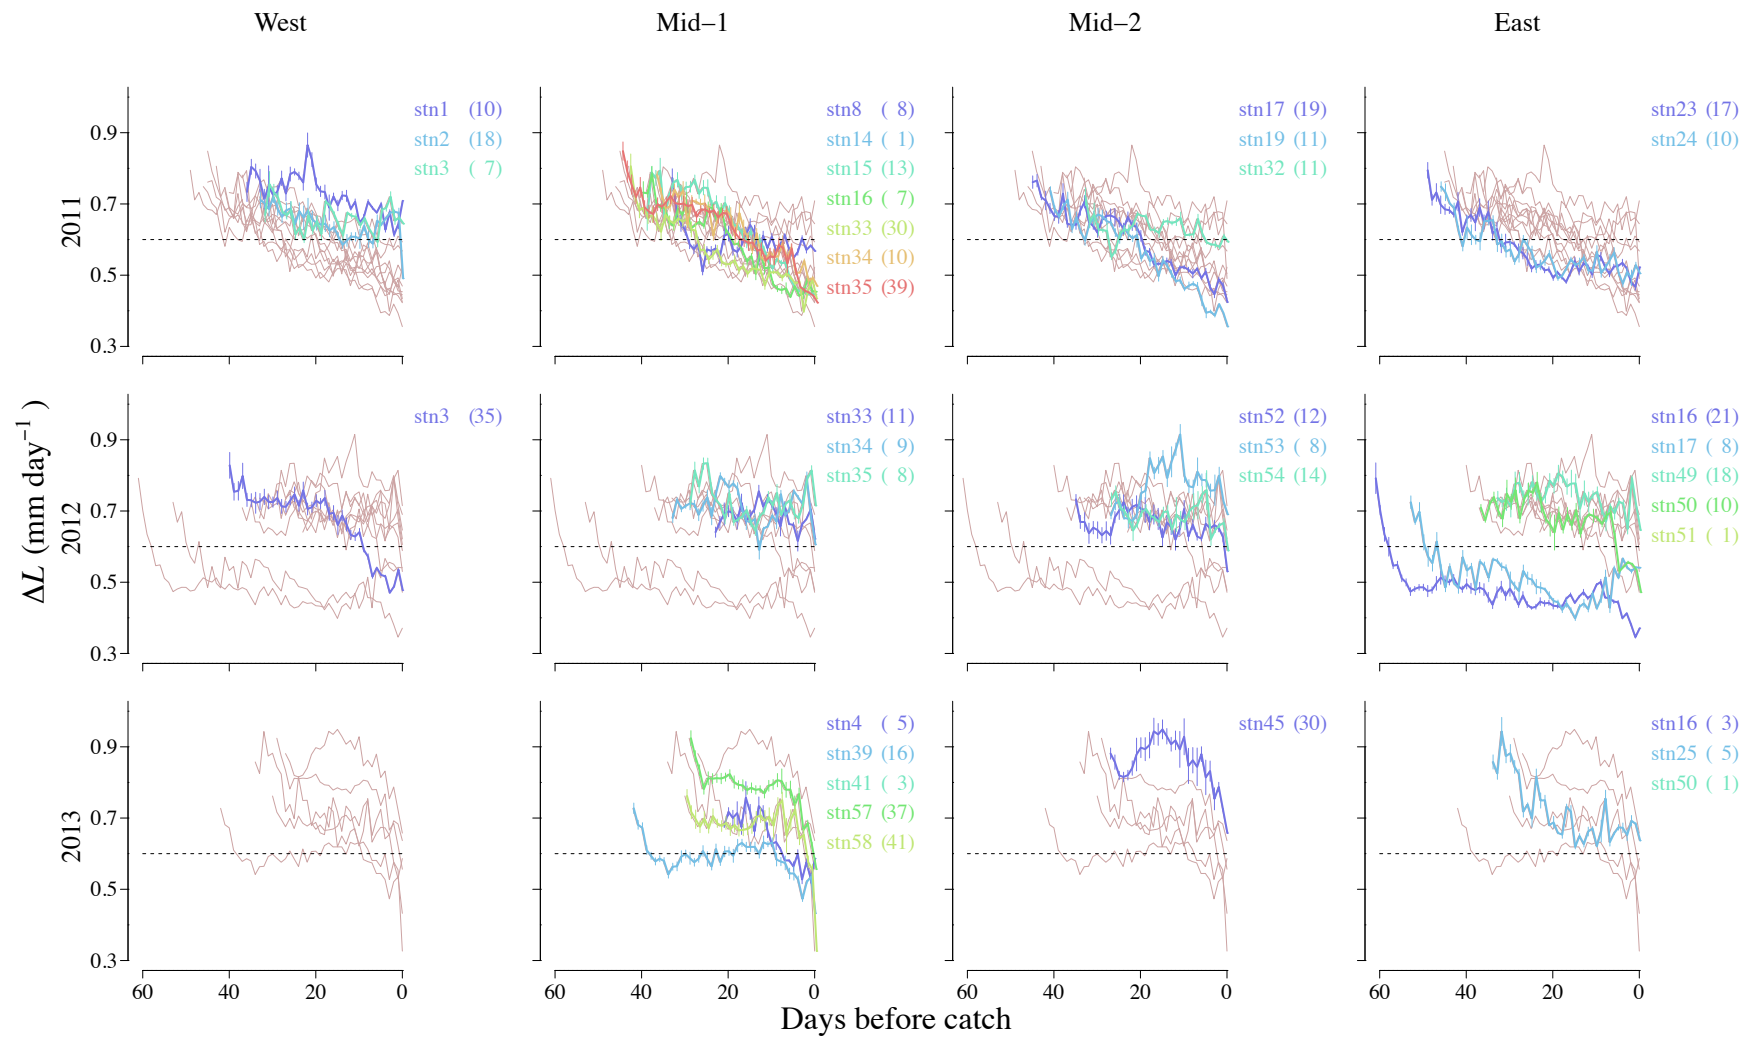 West Mid−1 Mid−2 East
2011
0.9
0.7
0.5
0.3
stn1 (10)
stn2 (18)
stn3 ( 7)
stn8 ( 8)
stn14 ( 1)
stn15 (13)
stn16 ( 7)
stn33 (30)
stn34 (10)
stn35 (39)
stn17 (19)
stn19 (11)
stn32 (11)
stn23 (17)
stn24 (10)
ΔL (mm day−1 )
2012
0.9
0.7
0.5
0.3
stn3 (35)
stn33 (11)
stn34 ( 9)
stn35 ( 8)
stn52 (12)
stn53 ( 8)
stn54 (14)
stn16 (21)
stn17 ( 8)
stn49 (18)
stn50 (10)
stn51 ( 1)
2013
0.9
0.7
0.5
0.3
stn4 ( 5)
stn39 (16)
stn41 ( 3)
stn57 (37)
stn58 (41)
stn45 (30)
stn16 ( 3)
stn25 ( 5)
stn50 ( 1)
60 40 20 0 60 40 20 0 60 40 20 0 60 40 20 0
Days before catch